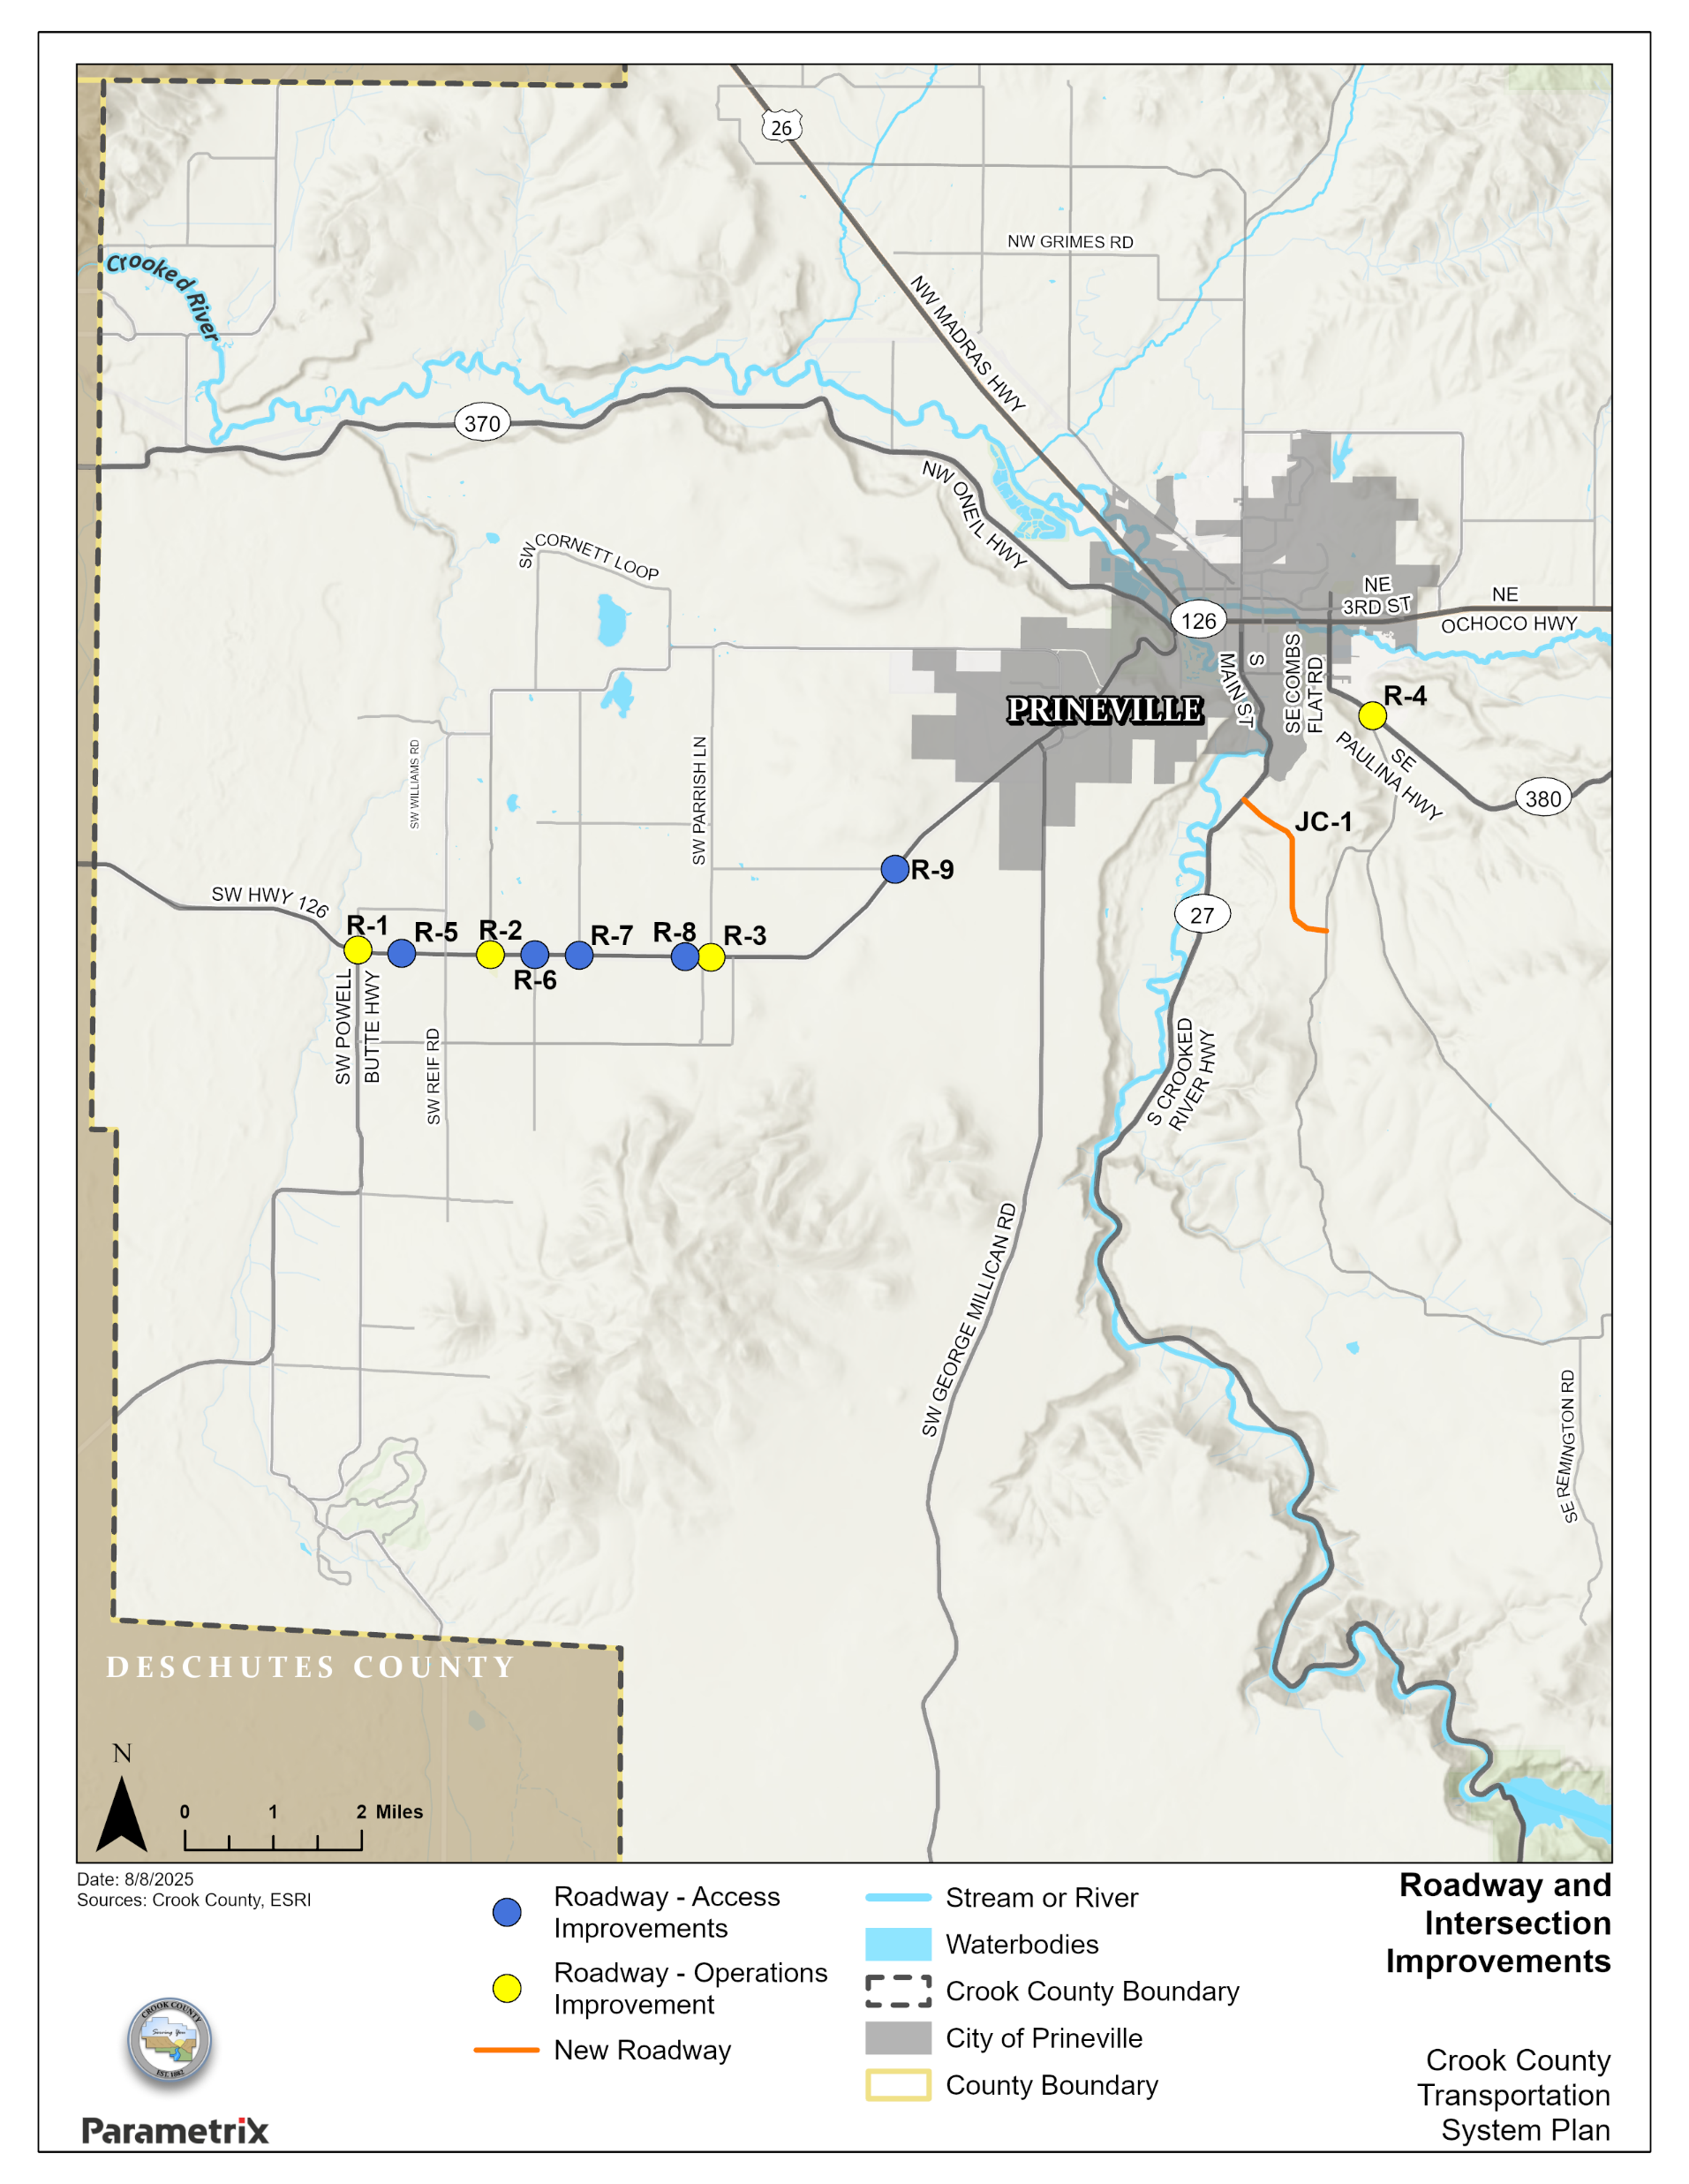 26
NW GRIMES RD
Crooked River
NW MADRAS HWY
370
NW ONEIL HWY
SW CORNETT LOOP
NE
3RD ST
NE
OCHOCO HWY
126
S
MAIN ST
SE COMBS
FLAT RD
R-4
PRINEVILLE
SE
PAULINA HWY
380
SW WILLIAMS RD
SW PARRISH LN
JC-1
R-9
SW HWY 126
R-1
R-5
R-2
R-6
R-7
R-8
R-3
27
SW POWELL
BUTTE HWY
SW REIF RD
S CROOKED
RIVER HWY
SW GEORGE MILLICAN RD
SE REMINGTON RD
DESCHUTES COUNTY
N
0 1 2 Miles
Date: 8/8/2025
Sources: Crook County, ESRI
Roadway - Access
Improvements
Roadway - Operations
Improvement
New Roadway
Stream or River
Waterbodies
Crook County Boundary
City of Prineville
County Boundary
Roadway and
Intersection
Improvements
Crook County
Transportation
System Plan
CROOK COUNTY
Serving You
EST. 1882
Parametrix